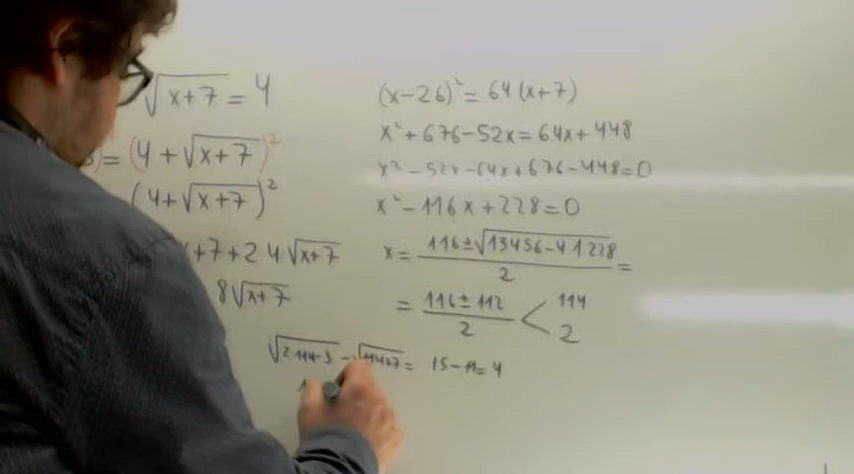 √x+7 = 4
)= (4 + √x+7)²
(4+√x+7)²
x+7+2 4√x+7
8√x+7
(x-26)² = 64(x+7)
x²+676-52x=64x+448
x²-52x-64x+676-448=0
x²-116x+228=0
x = 116±√13456-4 1 228 / 2 =
= 116±112 / 2 < 114 2
√2 114-3 - √114+7 = 15-11=4